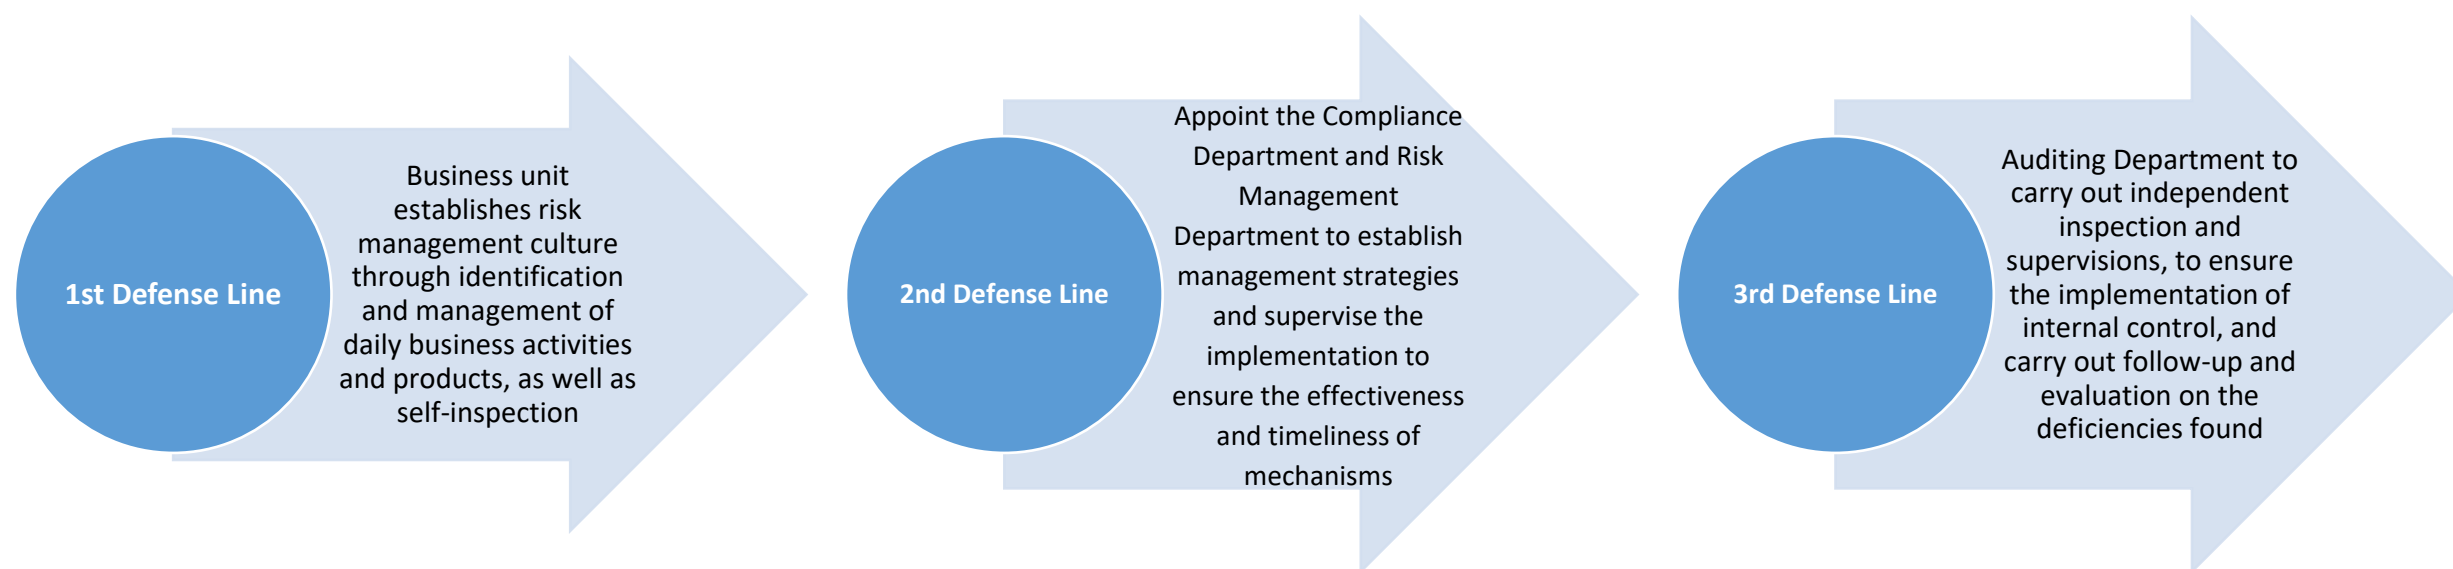 1st Defense Line
Business unit
establishes risk
management culture
through identification
and management of
daily business activities
and products, as well as
self-inspection
2nd Defense Line
Appoint the Compliance
Department and Risk
Management
Department to establish
management strategies
and supervise the
implementation to
ensure the effectiveness
and timeliness of
mechanisms
3rd Defense Line
Auditing Department to
carry out independent
inspection and
supervisions, to ensure
the implementation of
internal control, and
carry out follow-up and
evaluation on the
deficiencies found